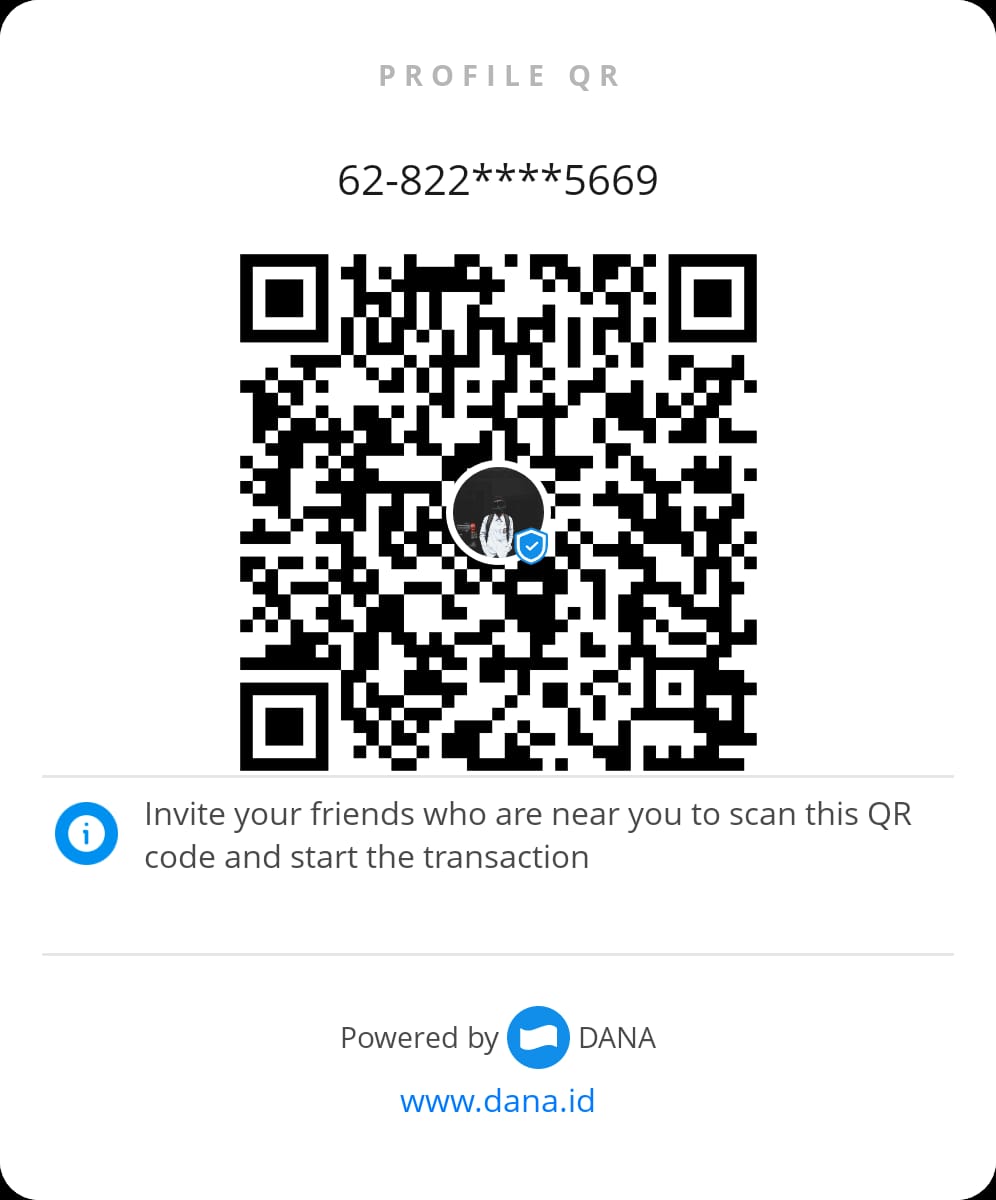 PROFILE QR
62-822****5669
Invite your friends who are near you to scan this QR
code and start the transaction
Powered by DANA
www.dana.id